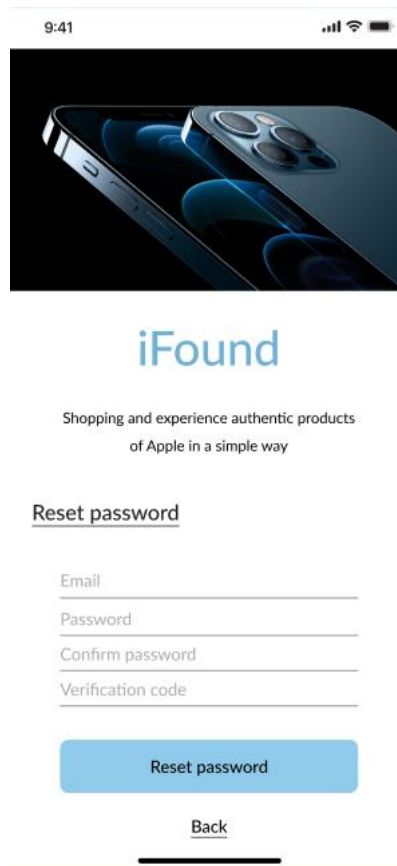 9:41
iFound
Shopping and experience authentic products
of Apple in a simple way
Reset password
Email
Password
Confirm password
Verification code
Reset password
Back